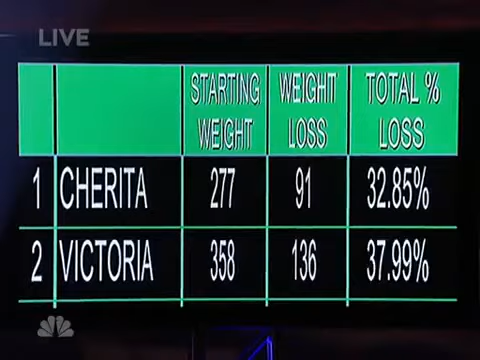 LIVE
STARTING WEIGHT WEIGHT LOSS TOTAL % LOSS
1 CHERITA 277 91 32.85%
2 VICTORIA 358 136 37.99%